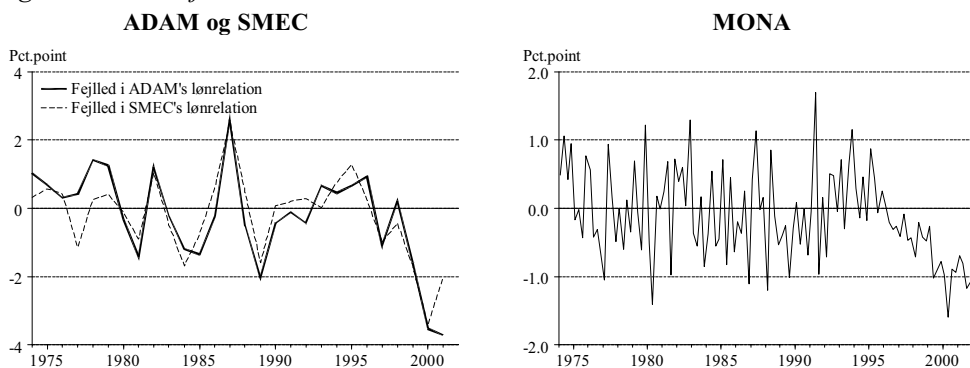 ADAM og SMEC
Pct.point
4
Fejlled i ADAM's lønrelation
Fejlled i SMEC's lønrelation
2
0
-2
-4
1975 1980 1985 1990 1995 2000
MONA
Pct.point
2.0
1.0
0.0
-1.0
-2.0
1975 1980 1985 1990 1995 2000